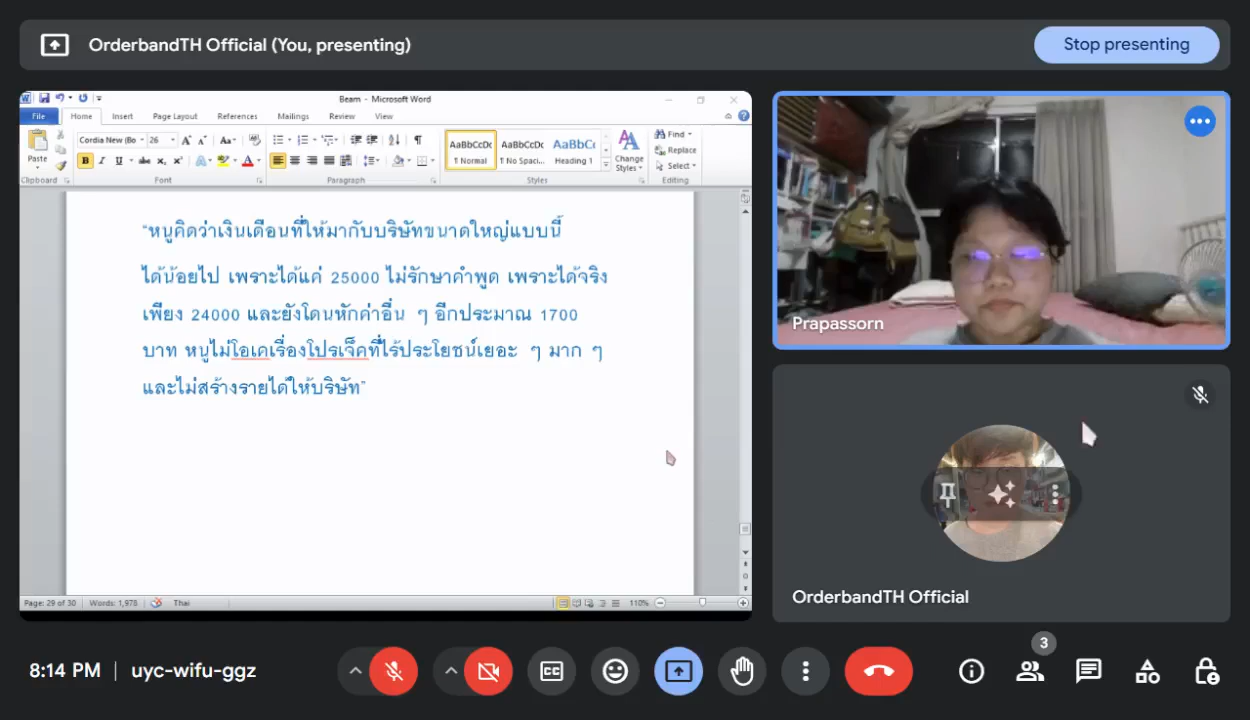 OrderbandTH Official (You, presenting)
Stop presenting
Beam - Microsoft Word
File Home Insert Page Layout References Mailings Review View
Cordia New (Bo 26
Paste
B I U abc x, x
Find
Replace
Select
AaBbCcDc AaBbCcDc AaBbCc
¶ Normal ¶ No Spaci... Heading 1
Change
Styles
Clipboard Font Paragraph Styles Editing
"หนูคิดว่าเงินเดือนที่ให้มากับบริษัทขนาดใหญ่แบบนี้
ได้น้อยไป เพราะได้แค่ 25000 ไม่รักษาคำพูด เพราะได้จริง
เพียง 24000 และยังโดนหักค่าอื่น ๆ อีกประมาณ 1700
บาท หนูไม่โอเคเรื่องโปรเจ็คที่ไร้ประโยชน์เยอะ ๆ มาก ๆ
และไม่สร้างรายได้ให้บริษัท"
Page: 29 of 30 Words: 1,978 Thai 110%
Prapassorn
OrderbandTH Official
8:14 PM | uyc-wifu-ggz
CC
3